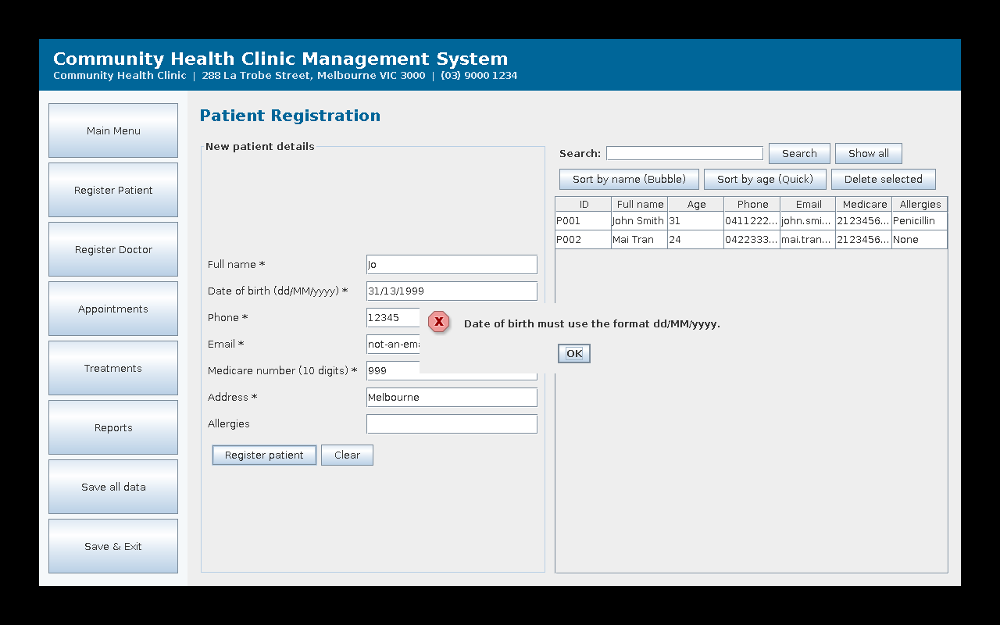 Community Health Clinic Management System
Community Health Clinic | 288 La Trobe Street, Melbourne VIC 3000 | (03) 9000 1234
Main Menu
Register Patient
Register Doctor
Appointments
Treatments
Reports
Save all data
Save & Exit
Patient Registration
New patient details
Full name * Jo
Date of birth (dd/MM/yyyy) * 31/13/1999
Phone * 12345
Email * not-an-ema
Medicare number (10 digits) * 999
Address * Melbourne
Allergies
Register patient Clear
Search: Search Show all
Sort by name (Bubble) Sort by age (Quick) Delete selected
ID Full name Age Phone Email Medicare Allergies
P001 John Smith 31 0411222... john.smi... 2123456... Penicillin
P002 Mai Tran 24 0422333... mai.tran... 2123456... None
X Date of birth must use the format dd/MM/yyyy.
OK